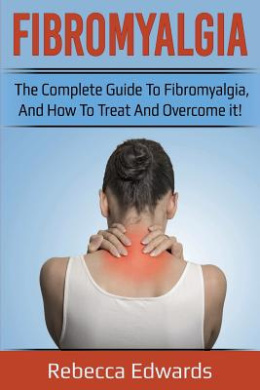 FIBROMYALGIA
The Complete Guide To Fibromyalgia,
And How To Treat And Overcome it!
Rebecca Edwards